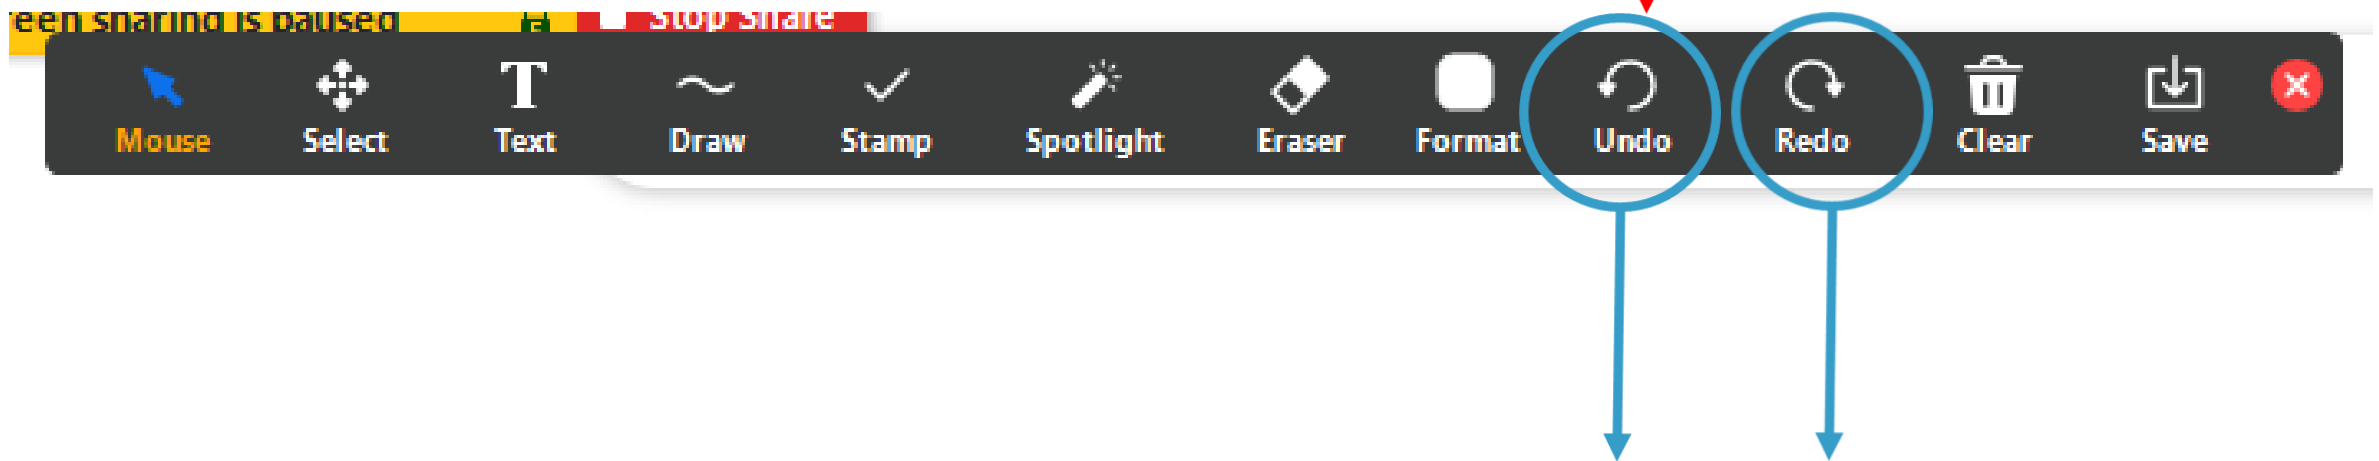 een sharing is paused Stop Share
Mouse Select Text Draw Stamp Spotlight Eraser Format Undo Redo Clear Save